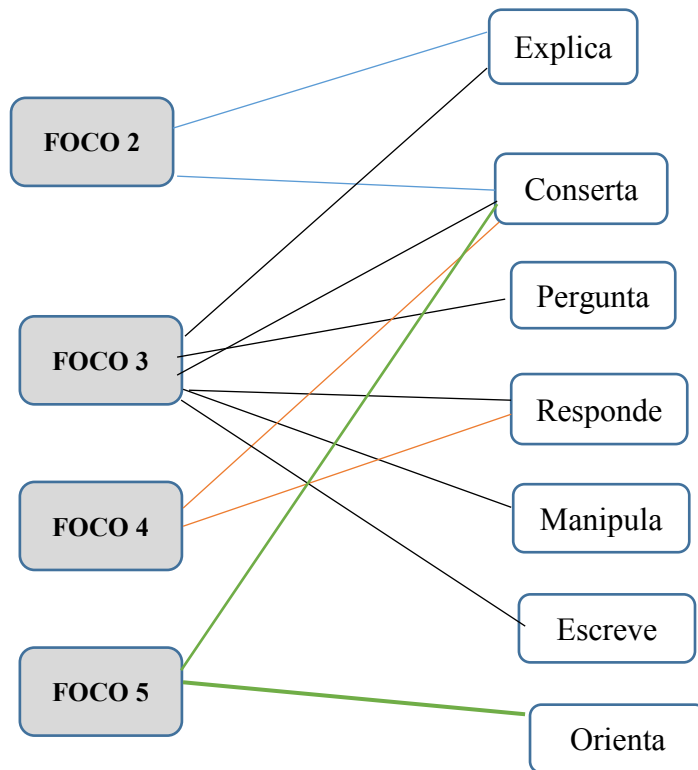 Explica
FOCO 2
Conserta
Pergunta
FOCO 3
Responde
FOCO 4
Manipula
Escreve
FOCO 5
Orienta